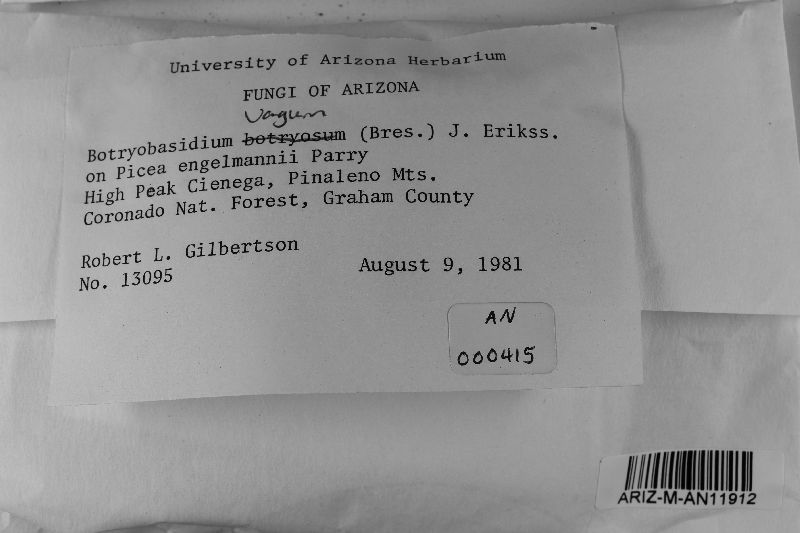 University of Arizona Herbarium
FUNGI OF ARIZONA
Vagum
Botryobasidium botryosum (Bres.) J. Erikss.
on Picea engelmannii Parry
High Peak Cienega, Pinaleno Mts.
Coronado Nat. Forest, Graham County
Robert L. Gilbertson
No. 13095
August 9, 1981
AN
000415
ARIZ-M-AN11912